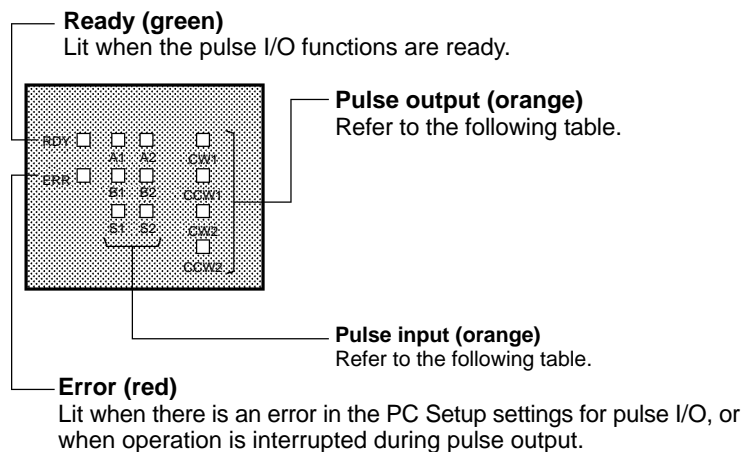 Ready (green)
Lit when the pulse I/O functions are ready.
Pulse output (orange)
Refer to the following table.
RDY
A1
A2
CW1
ERR
B1
B2
CCW1
S1
S2
CW2
CCW2
Pulse input (orange)
Refer to the following table.
Error (red)
Lit when there is an error in the PC Setup settings for pulse I/O, or
when operation is interrupted during pulse output.